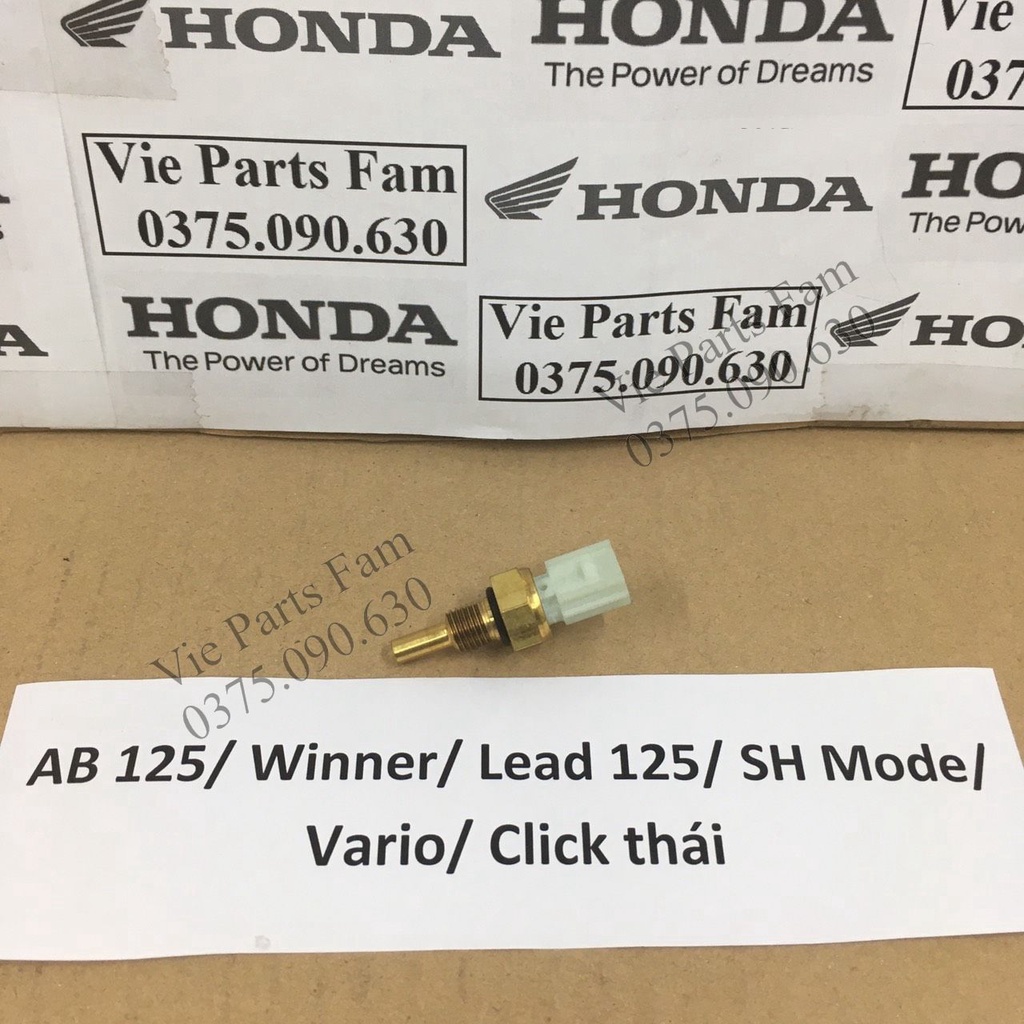 HONDA
HONDA
The Power of Dreams
Vie
037
Vie Parts Fam
0375.090.630
HONDA
HO
The Pow
HONDA
The Power of Dreams
Vie Parts Fam
0375.090.630
HO
A
Vie Parts Fam
0375.090.630
Vie Parts Fam
0375.090.630
AB 125/ Winner/ Lead 125/ SH Mode/
Vario/ Click thái